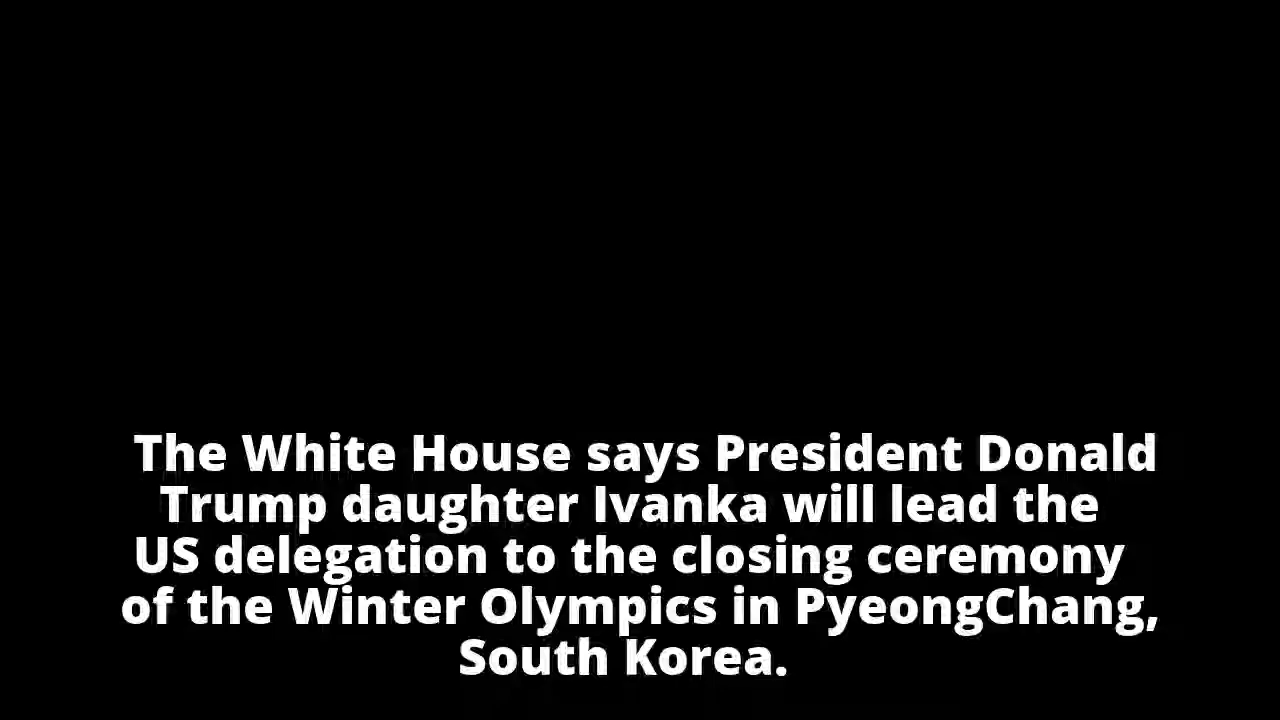 The White House says President Donald
Trump daughter Ivanka will lead the
US delegation to the closing ceremony
of the Winter Olympics in PyeongChang,
South Korea.